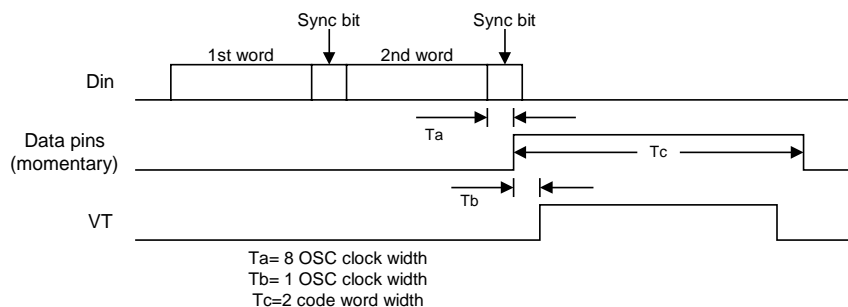 Sync bit Sync bit
1st word 2nd word
Din
Ta
Data pins
(momentary)
Tc
Tb
VT
Ta= 8 OSC clock width
Tb= 1 OSC clock width
Tc=2 code word width